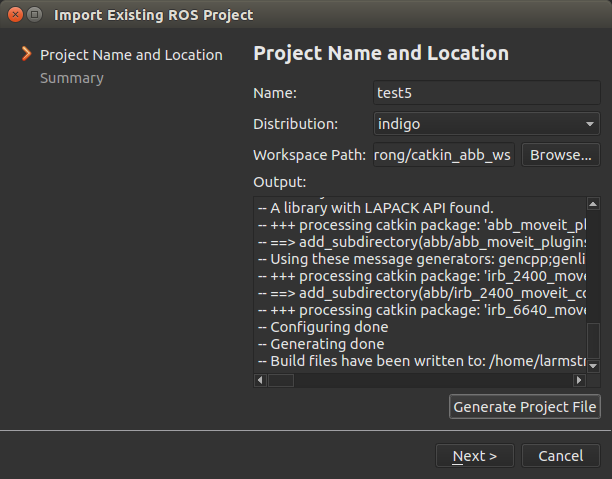 Import Existing ROS Project
Project Name and Location
Summary
Project Name and Location
Name: test5
Distribution: indigo
Workspace Path: rong/catkin_abb_ws Browse...
Output:
-- A library with LAPACK API found.
-- +++ processing catkin package: 'abb_moveit_pl
-- ==> add_subdirectory(abb/abb_moveit_plugins
-- Using these message generators: gencpp;genli
-- +++ processing catkin package: 'irb_2400_move
-- ==> add_subdirectory(abb/irb_2400_moveit_co
-- +++ processing catkin package: 'irb_6640_move
-- Configuring done
-- Generating done
-- Build files have been written to: /home/larmstr
Generate Project File
Next > Cancel